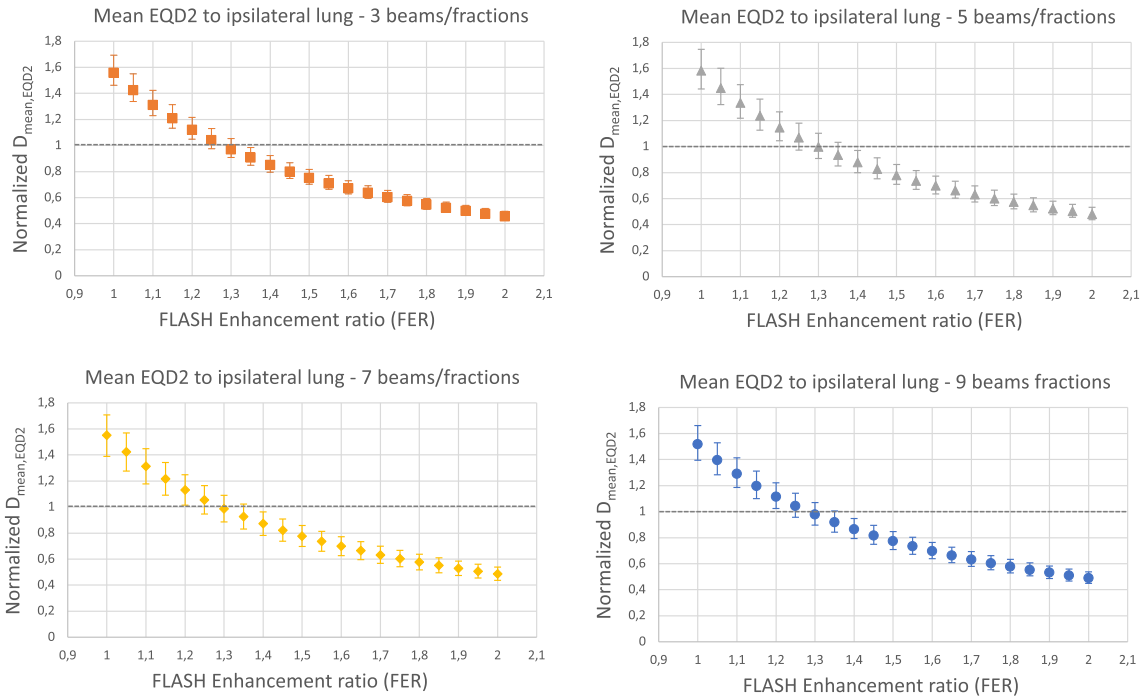 Mean EQD2 to ipsilateral lung - 3 beams/fractions
Normalized Dmean,EQD2
1,8
1,6
1,4
1,2
1
0,8
0,6
0,4
0,2
0
0,9 1 1,1 1,2 1,3 1,4 1,5 1,6 1,7 1,8 1,9 2 2,1
FLASH Enhancement ratio (FER)
Mean EQD2 to ipsilateral lung - 5 beams/fractions
Normalized Dmean,EQD2
1,8
1,6
1,4
1,2
1
0,8
0,6
0,4
0,2
0
0,9 1 1,1 1,2 1,3 1,4 1,5 1,6 1,7 1,8 1,9 2 2,1
FLASH Enhancement ratio (FER)
Mean EQD2 to ipsilateral lung - 7 beams/fractions
Normalized Dmean,EQD2
1,8
1,6
1,4
1,2
1
0,8
0,6
0,4
0,2
0
0,9 1 1,1 1,2 1,3 1,4 1,5 1,6 1,7 1,8 1,9 2 2,1
FLASH Enhancement ratio (FER)
Mean EQD2 to ipsilateral lung - 9 beams fractions
Normalized Dmean,EQD2
1,8
1,6
1,4
1,2
1
0,8
0,6
0,4
0,2
0
0,9 1 1,1 1,2 1,3 1,4 1,5 1,6 1,7 1,8 1,9 2 2,1
FLASH Enhancement ratio (FER)